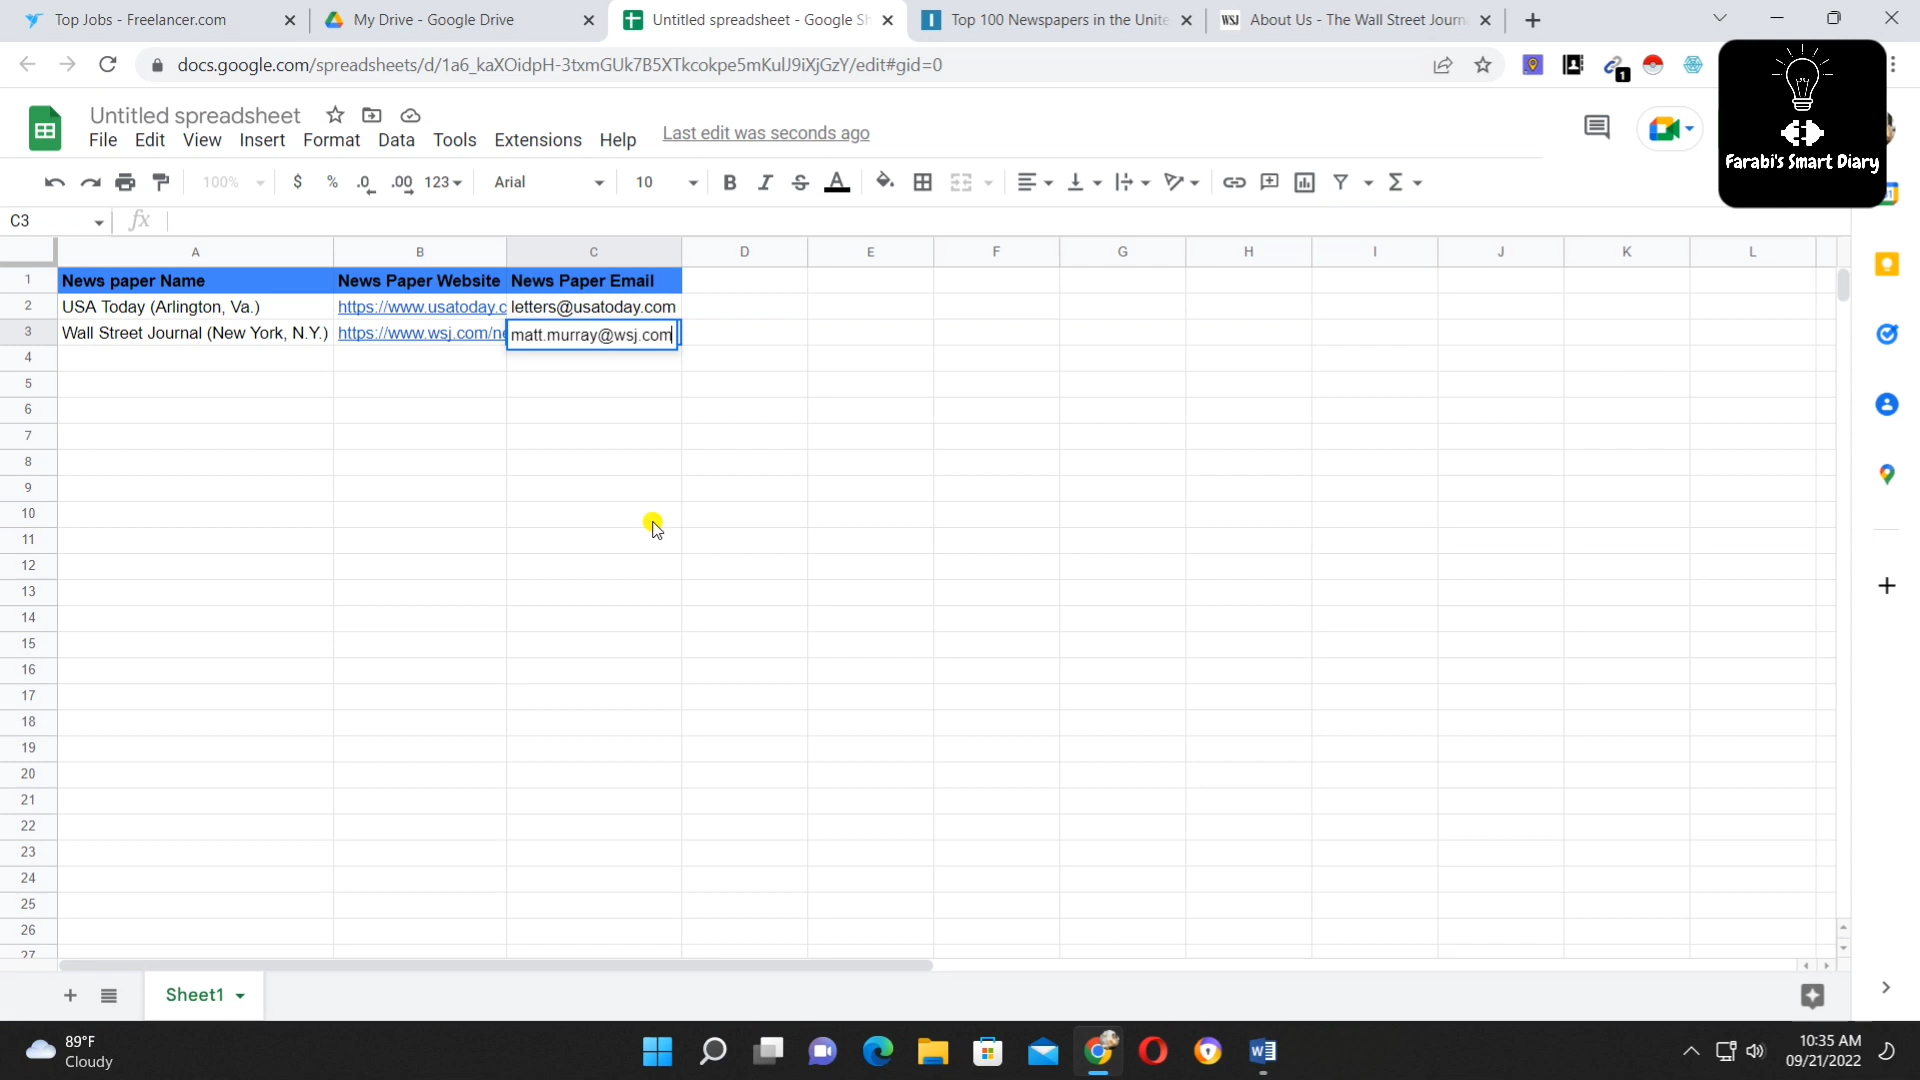 Top Jobs - Freelancer.com
My Drive - Google Drive
Untitled spreadsheet - Google Sh
Top 100 Newspapers in the Unite
WSJ About Us - The Wall Street Journ
docs.google.com/spreadsheets/d/1a6_kaXOidpH-3txmGUk7B5XTkcokpe5mKulJ9iXjGzY/edit#gid=0
1
Untitled spreadsheet
File Edit View Insert Format Data Tools Extensions Help Last edit was seconds ago
Farabi's Smart Diary
100% $ % .0 .00 123 Arial 10 B I S A Σ
C3 fx
A B C D E F G H I J K L
1 News paper Name News Paper Website News Paper Email
2 USA Today (Arlington, Va.) https://www.usatoday.c letters@usatoday.com
3 Wall Street Journal (New York, N.Y.) https://www.wsj.com/ne matt.murray@wsj.com
4
5
6
7
8
9
10
11
12
13
14
15
16
17
18
19
20
21
22
23
24
25
26
27
Sheet1
89°F
Cloudy
10:35 AM
09/21/2022